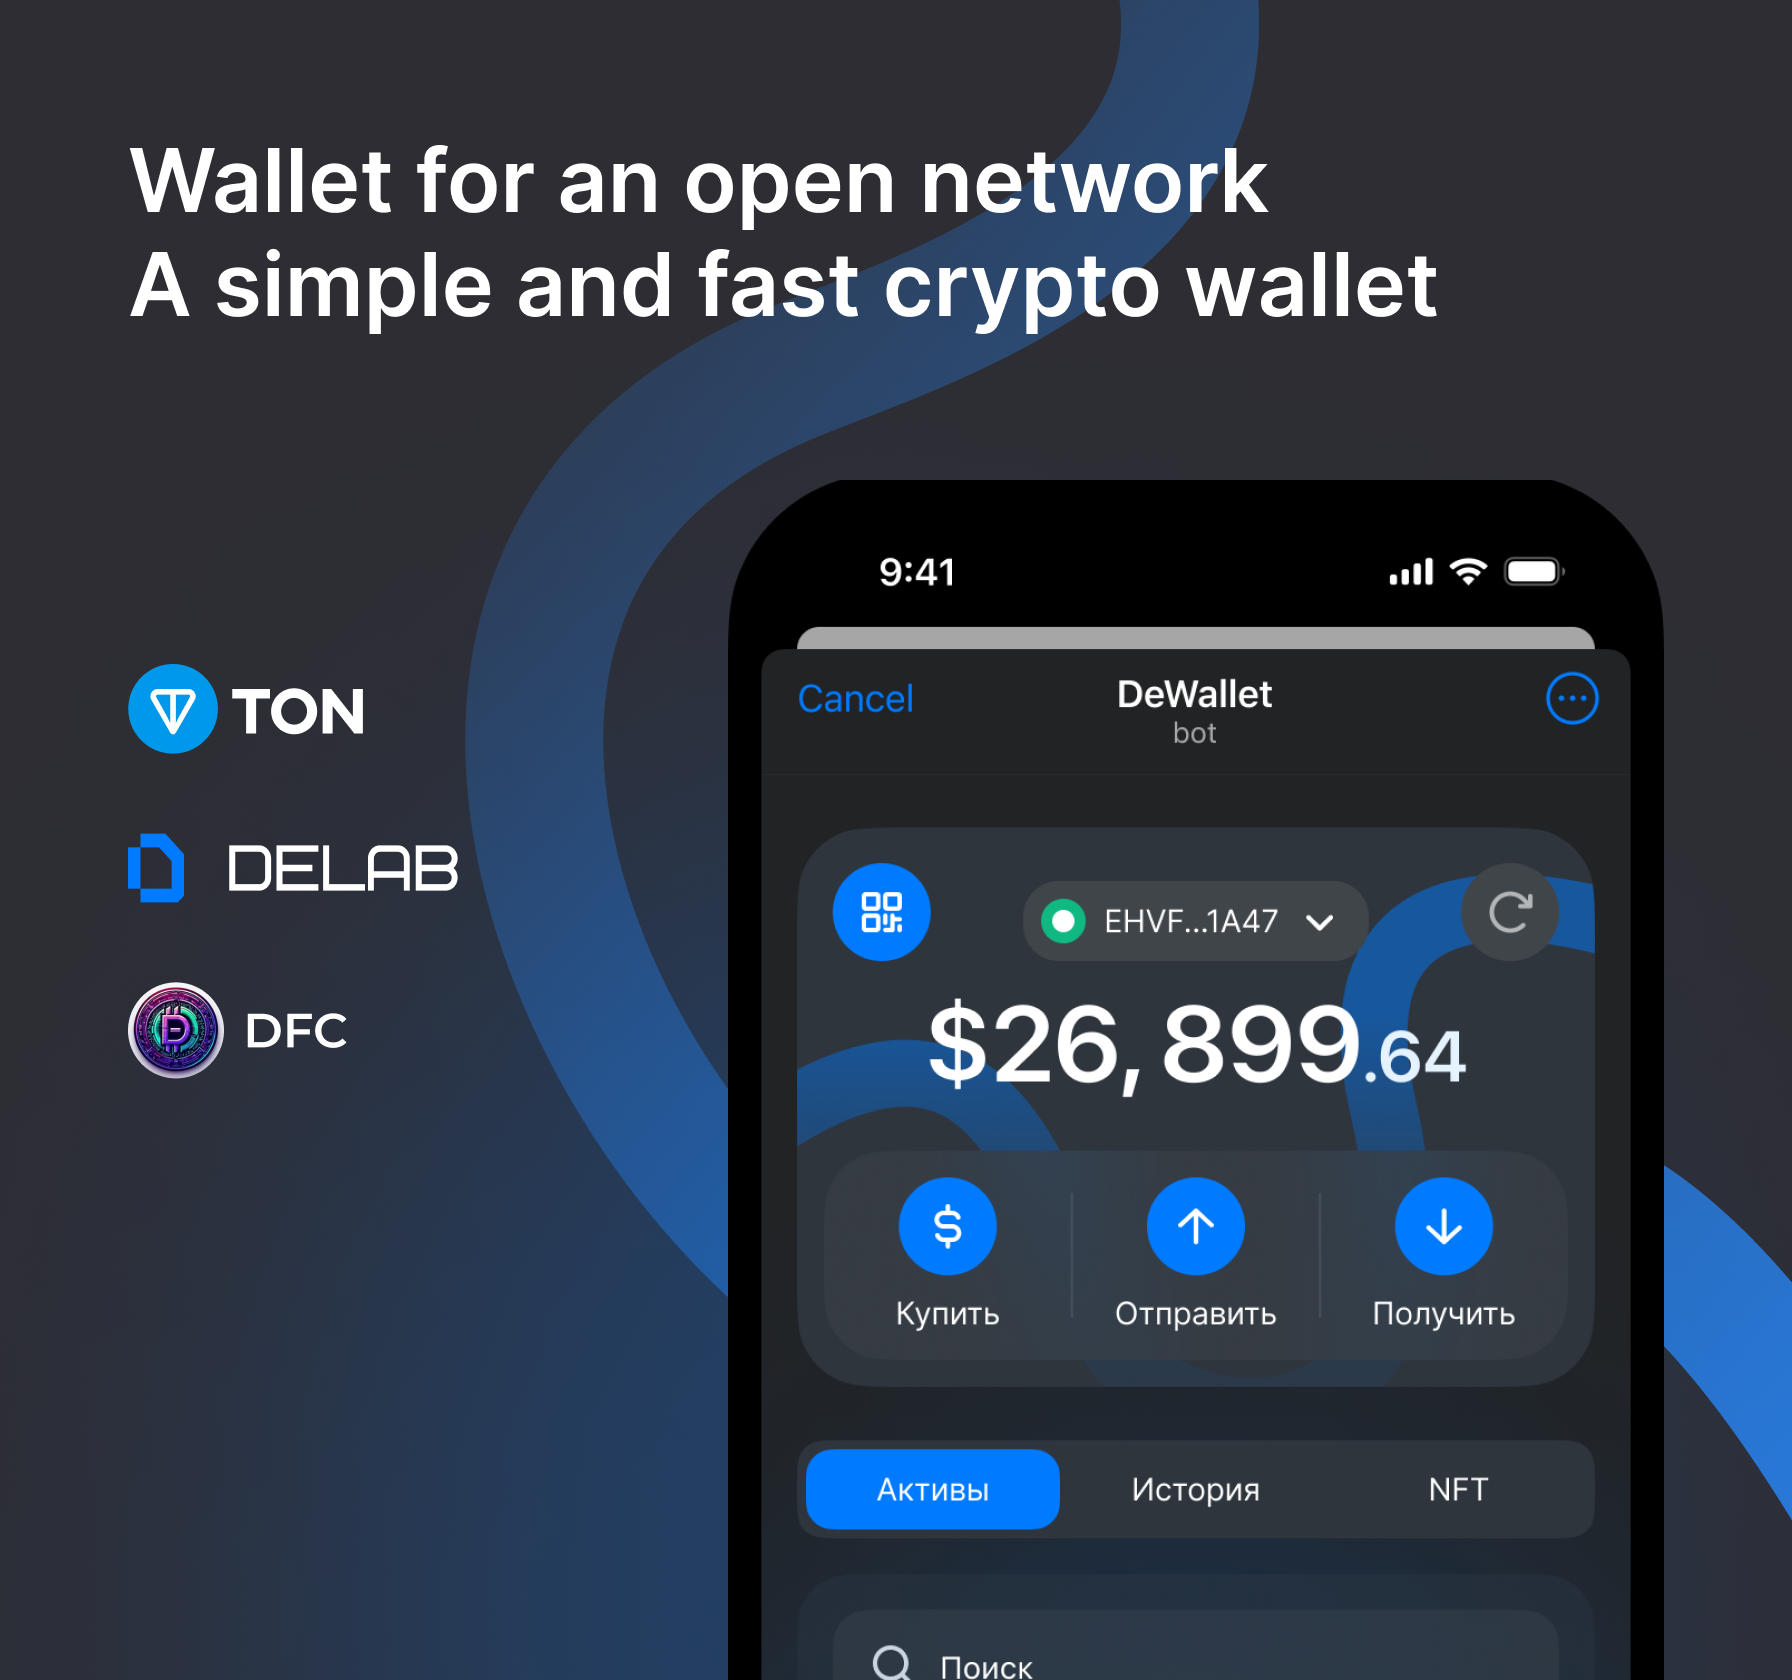 Wallet for an open network
A simple and fast crypto wallet
TON
DELAB
DFC
9:41
Cancel
DeWallet
bot
EHVF...1A47
$26,899.64
Купить
Отправить
Получить
Активы
История
NFT
Поиск